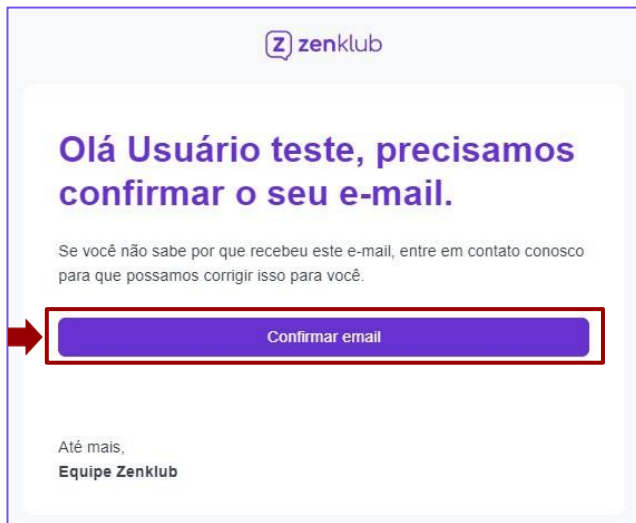 Z zenklub
Olá Usuário teste, precisamos
confirmar o seu e-mail.
Se você não sabe por que recebeu este e-mail, entre em contato conosco
para que possamos corrigir isso para você.
Confirmar email
Até mais,
Equipe Zenklub